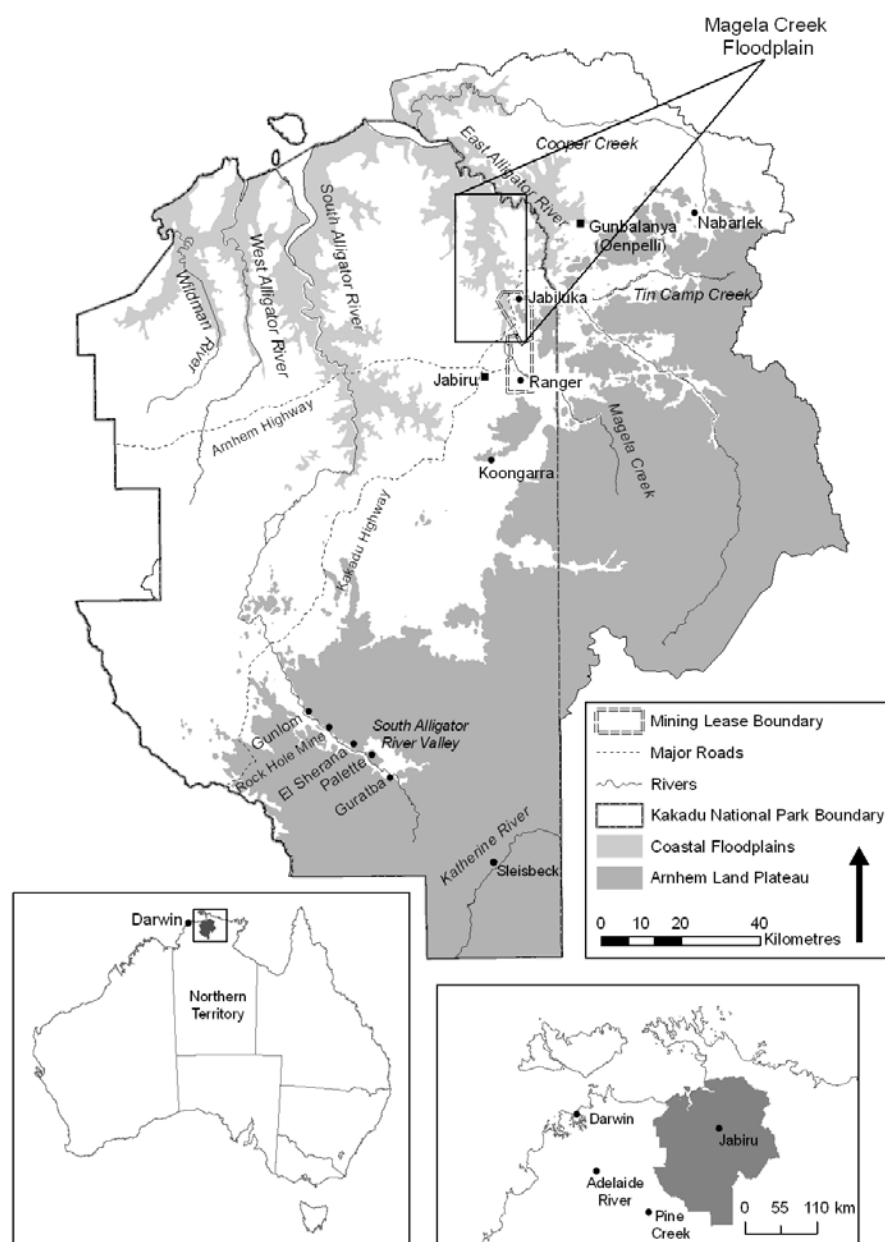 Magela Creek
Floodplain
East Alligator River
Cooper Creek
South Alligator River
West Alligator River
Wildman River
Gunbalanya
(Oenpelli)
Nabarlek
Jabiluka
Tin Camp Creek
Jabiru
Ranger
Arnhem Highway
Magela Creek
Koongarra
Kakadu Highway
Gunlom
Rock Hole Mine
El Sherana
Palette
Guratba
South Alligator
River Valley
Katherine River
Sleisbeck
Mining Lease Boundary
Major Roads
Rivers
Kakadu National Park Boundary
Coastal Floodplains
Arnhem Land Plateau
0 10 20 40
Kilometres
Darwin
Northern
Territory
Darwin
Jabiru
Adelaide
River
Pine
Creek
0 55 110 km